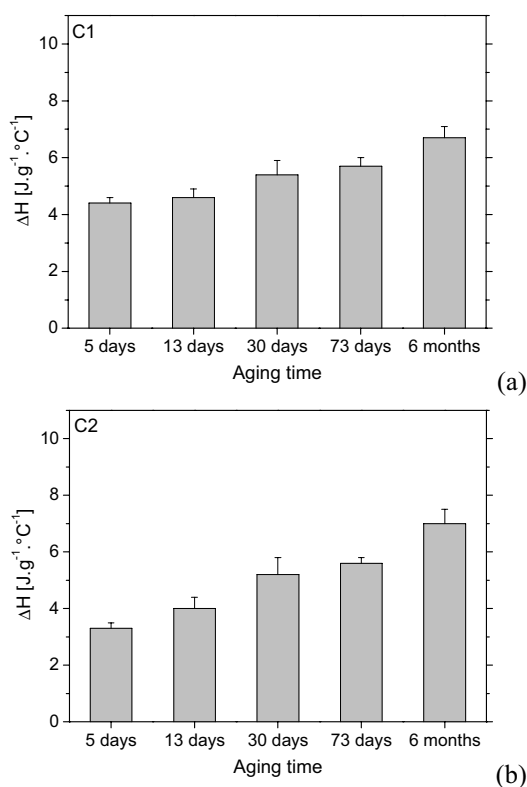 C1
ΔH [J.g⁻¹.°C⁻¹]
10
8
6
4
2
0
5 days 13 days 30 days 73 days 6 months
Aging time
(a)
C2
ΔH [J.g⁻¹.°C⁻¹]
10
8
6
4
2
0
5 days 13 days 30 days 73 days 6 months
Aging time
(b)